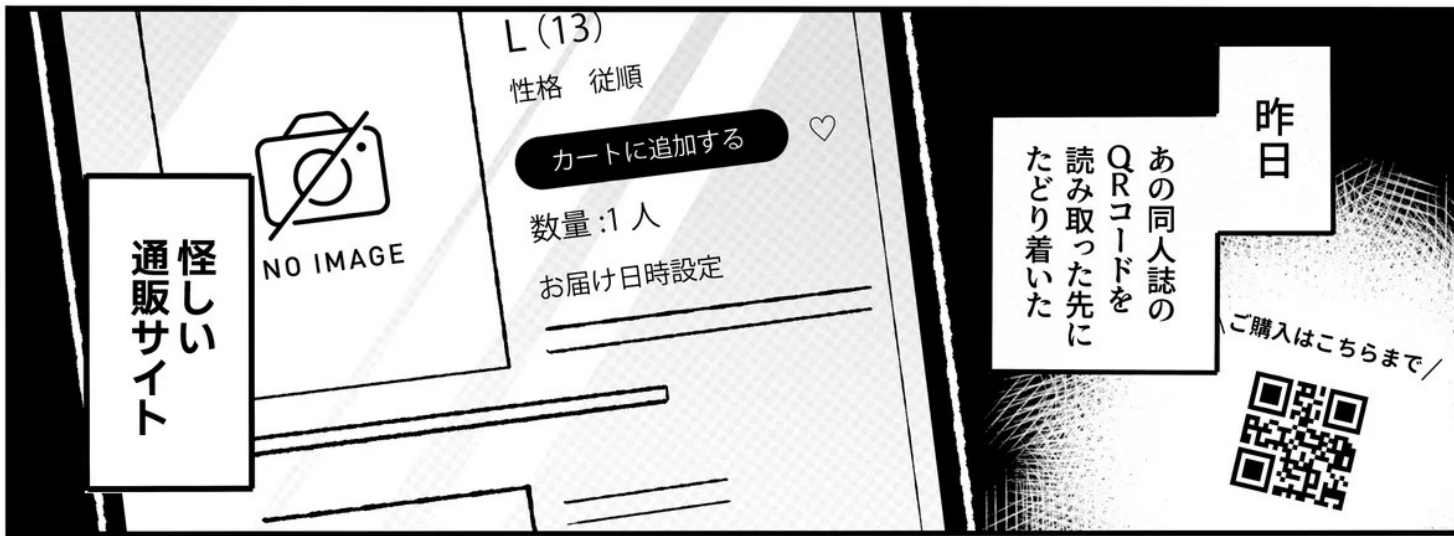 昨日
あの同人誌の
QRコードを
読み取った先に
たどり着いた
\ご購入はこちらまで/
L(13)
性格 従順
カートに追加する ♡
数量:1人
お届け日時設定
NO IMAGE
怪しい
通販サイト